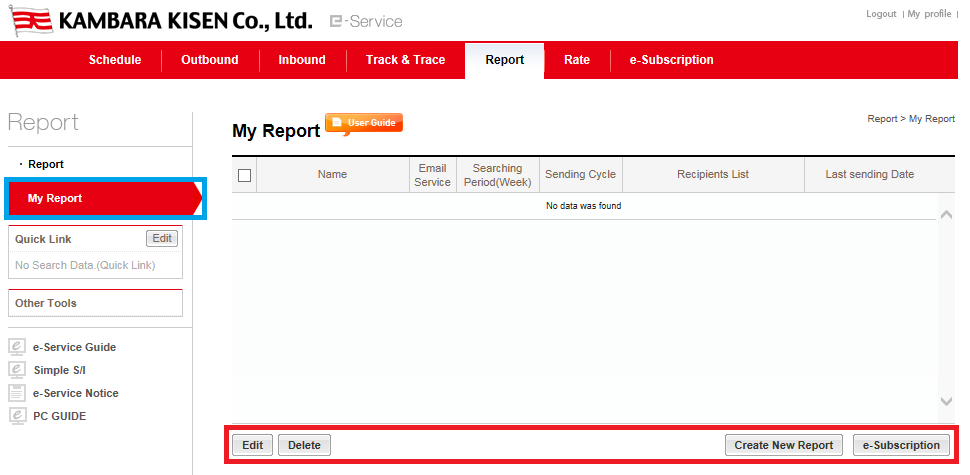 KAMBARA KISEN Co., Ltd. e-Service
Logout | My profile |
Schedule Outbound Inbound Track & Trace Report Rate e-Subscription
Report
· Report
My Report
Quick Link Edit
No Search Data.(Quick Link)
Other Tools
e-Service Guide
Simple S/I
e-Service Notice
PC GUIDE
My Report User Guide
Report > My Report
Name Email Service Searching Period(Week) Sending Cycle Recipients List Last sending Date
No data was found
Edit Delete Create New Report e-Subscription